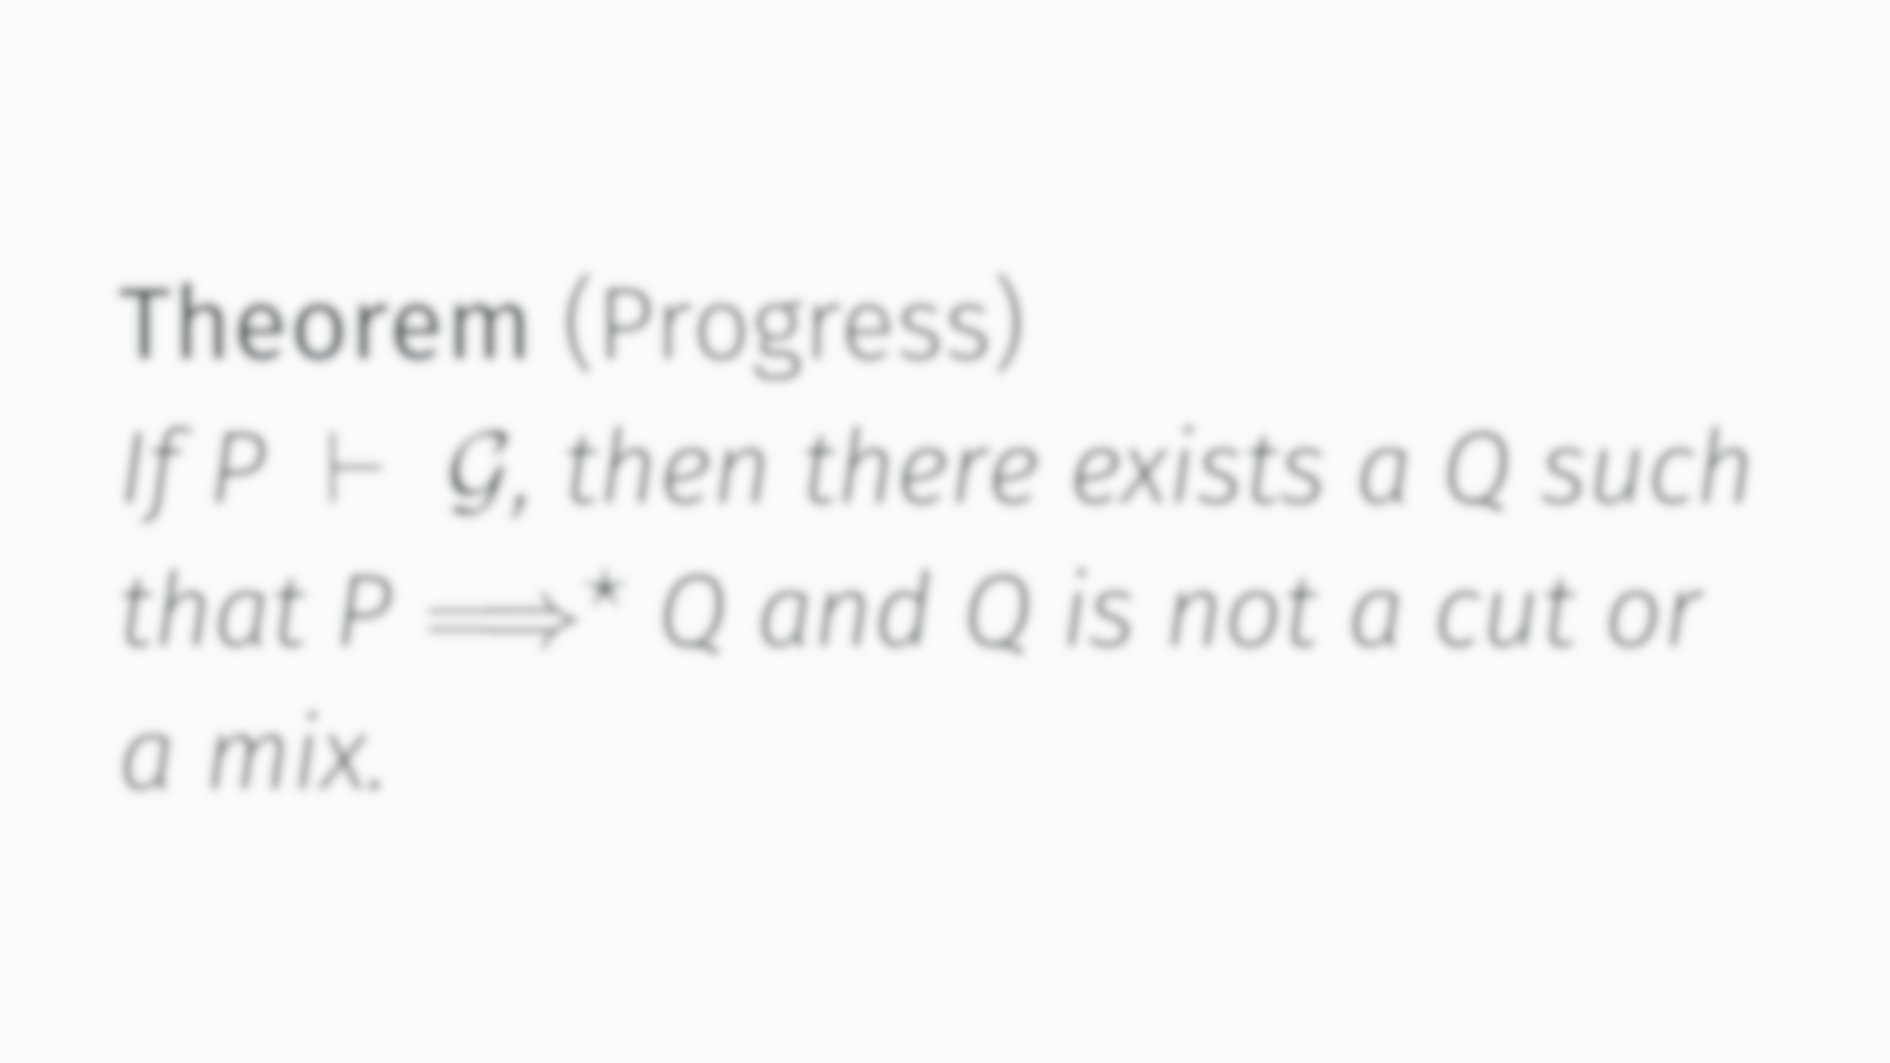 Theorem (Progress)
If P ⊢ 𝒢, then there exists a Q such
that P ⟹* Q and Q is not a cut or
a mix.